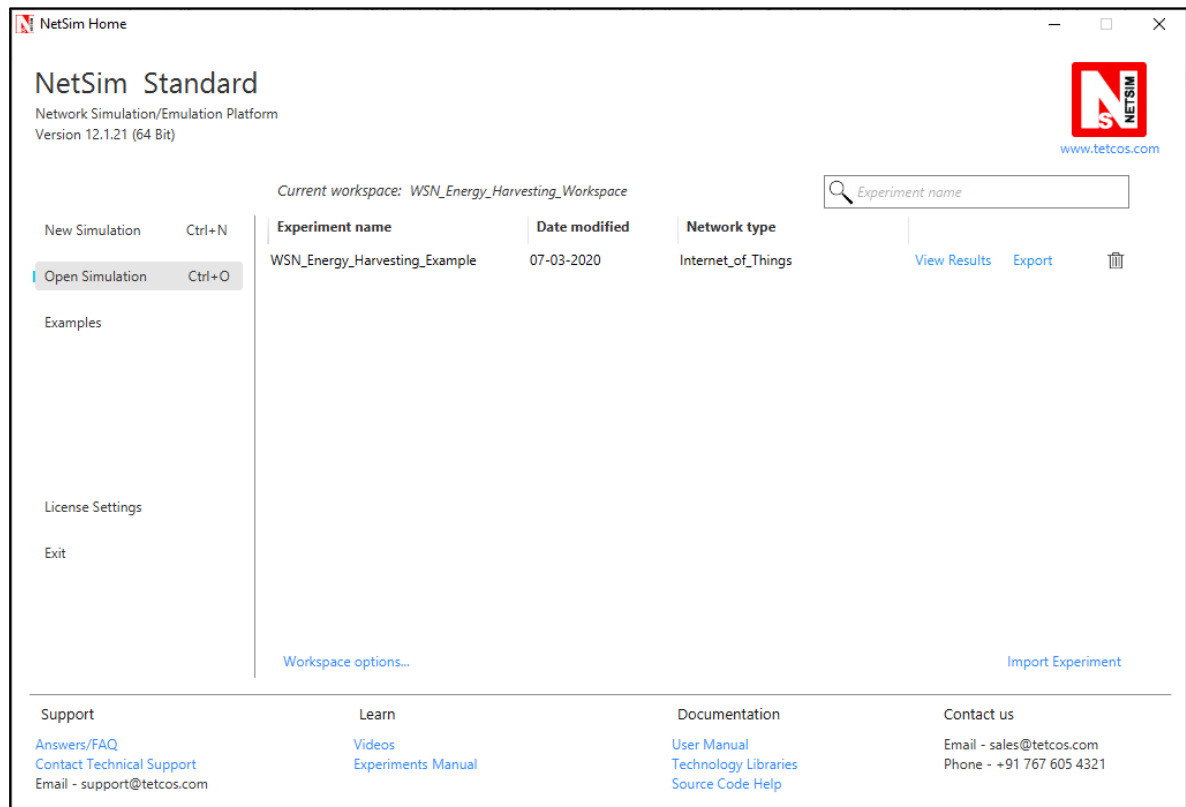 NetSim Home
NetSim Standard
Network Simulation/Emulation Platform
Version 12.1.21 (64 Bit)
N
S
NETSIM
www.tetcos.com
Current workspace: WSN_Energy_Harvesting_Workspace
Experiment name
New Simulation Ctrl+N
Open Simulation Ctrl+O
Examples
License Settings
Exit
Experiment name Date modified Network type
WSN_Energy_Harvesting_Example 07-03-2020 Internet_of_Things View Results Export
Workspace options... Import Experiment
Support
Answers/FAQ
Contact Technical Support
Email - support@tetcos.com
Learn
Videos
Experiments Manual
Documentation
User Manual
Technology Libraries
Source Code Help
Contact us
Email - sales@tetcos.com
Phone - +91 767 605 4321